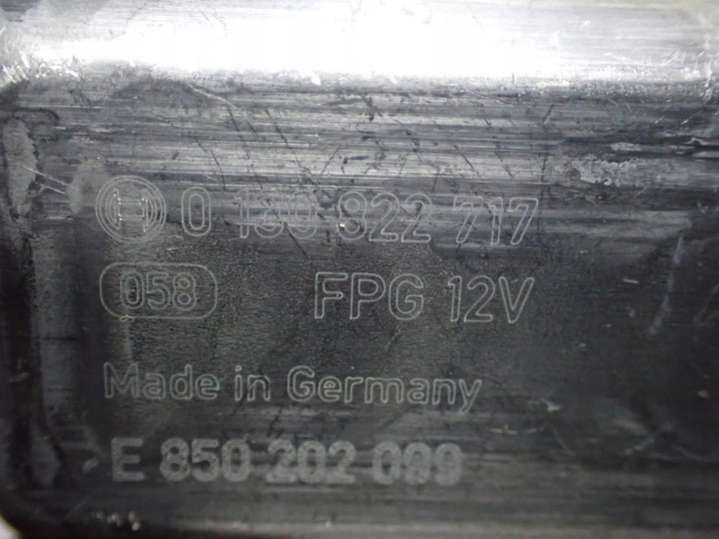 0 130 822 717
058 FPG 12V
Made in Germany
E 850 202 099